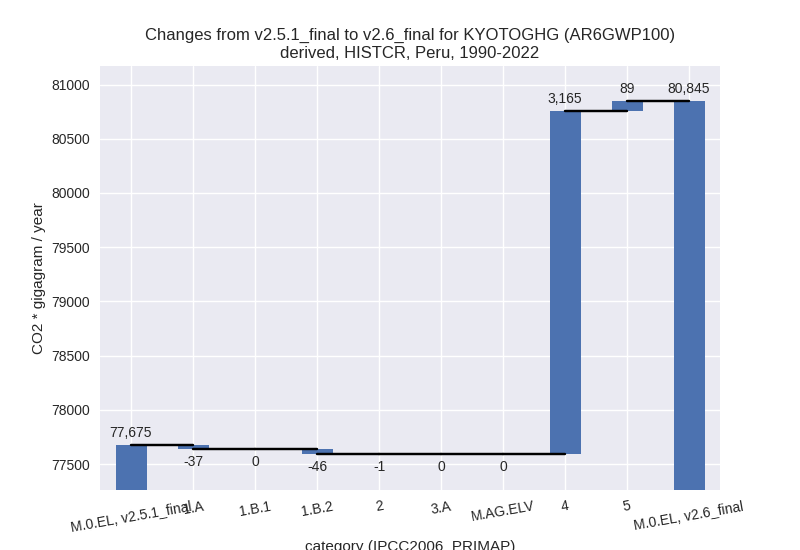 Changes from v2.5.1_final to v2.6_final for KYOTOGHG (AR6GWP100)
derived, HISTCR, Peru, 1990-2022
81000
80500
80000
79500
79000
78500
78000
77500
CO2 * gigagram / year
77,675
-37
0
-46
-1
0
0
3,165
89
80,845
M.0.EL, v2.5.1_final
1.A
1.B.1
1.B.2
2
3.A
M.AG.ELV
4
5
M.0.EL, v2.6_final
category (IPCC2006_PRIMAP)